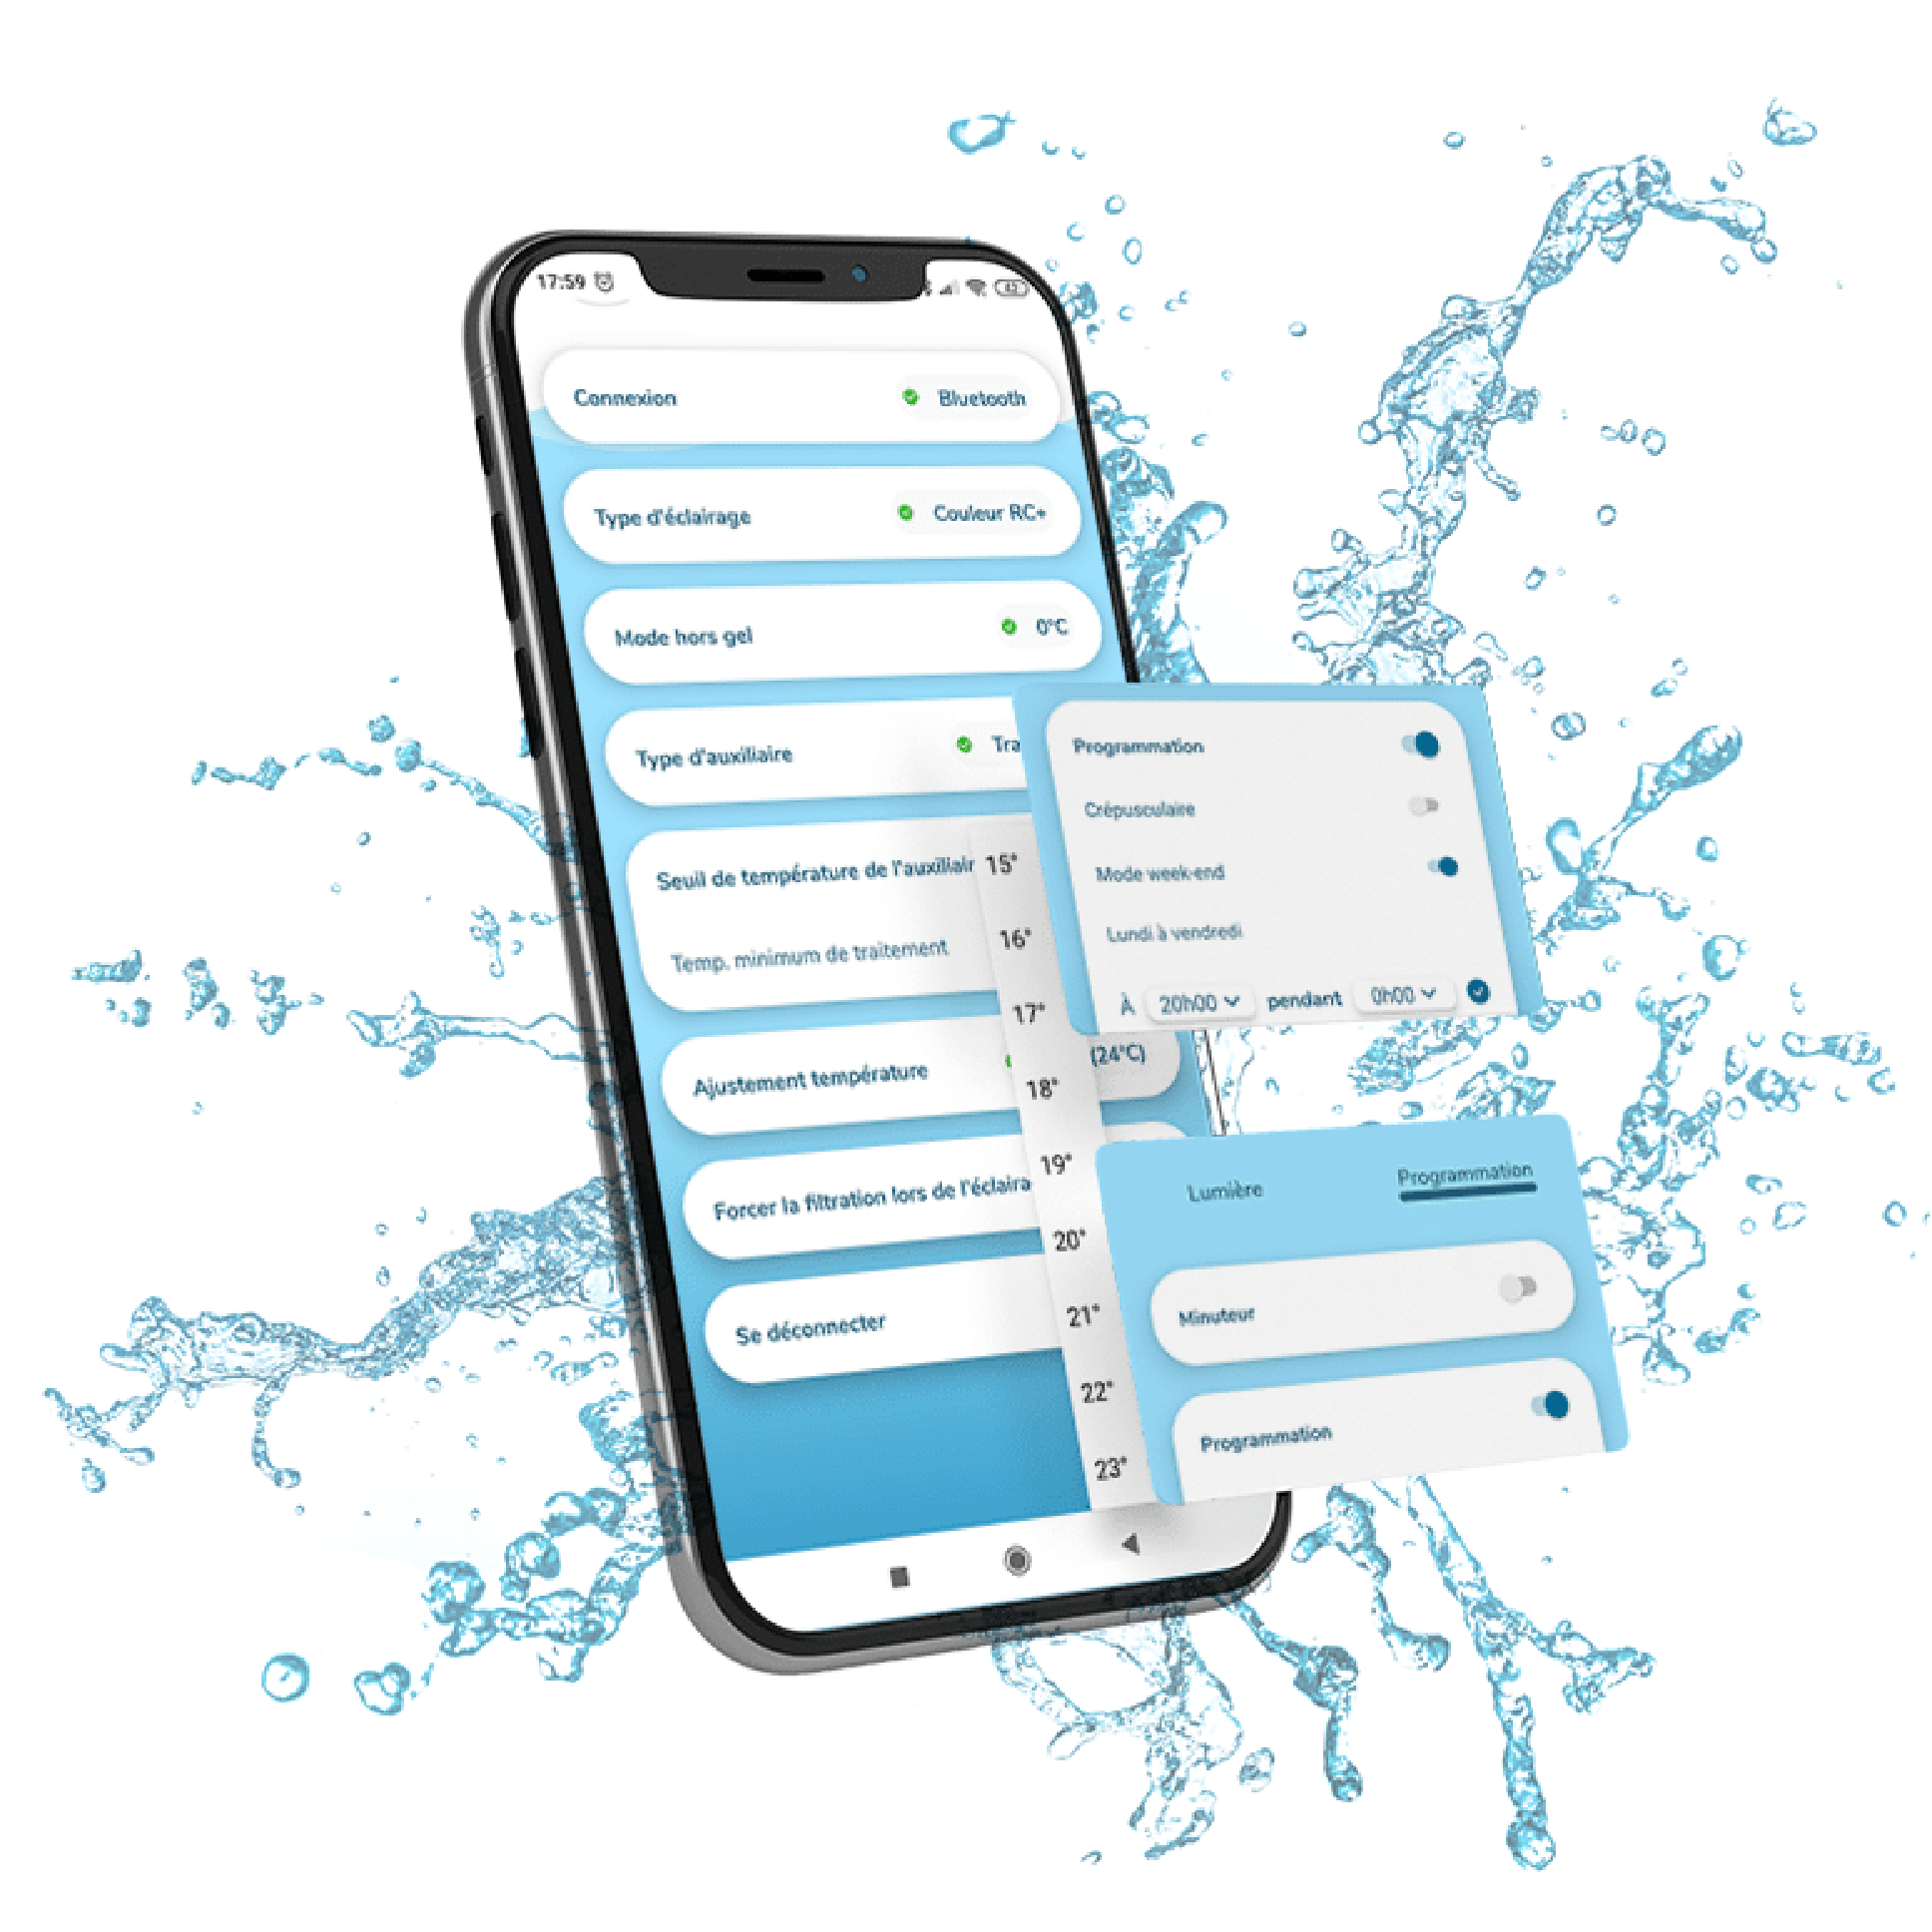 17:59
Connexion Bluetooth
Type d'éclairage Couleur RC+
Mode hors gel 0°C
Type d'auxiliaire Tra
Seuil de température de l'auxiliair
Temp. minimum de traitement
Ajustement température (24°C)
Forcer la filtration lors de l'éclaira
Se déconnecter
15°
16°
17°
18°
19°
20°
21°
22°
23°
Programmation
Crépusculaire
Mode week-end
Lundi à vendredi
À 20h00 pendant 0h00
Lumière Programmation
Minuteur
Programmation